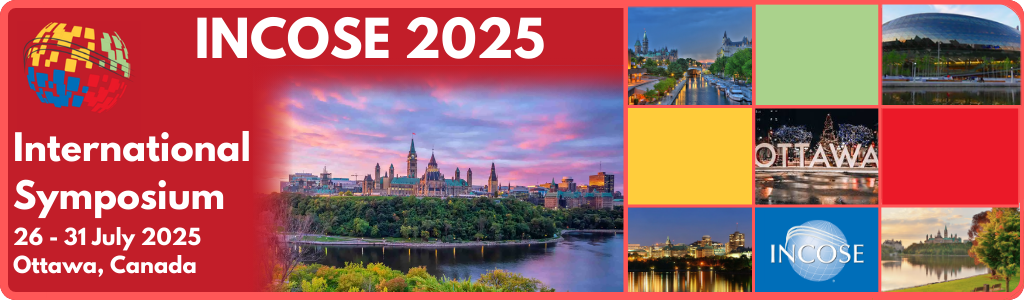 INCOSE 2025
International
Symposium
26 - 31 July 2025
Ottawa, Canada
OTTAWA
INCOSE